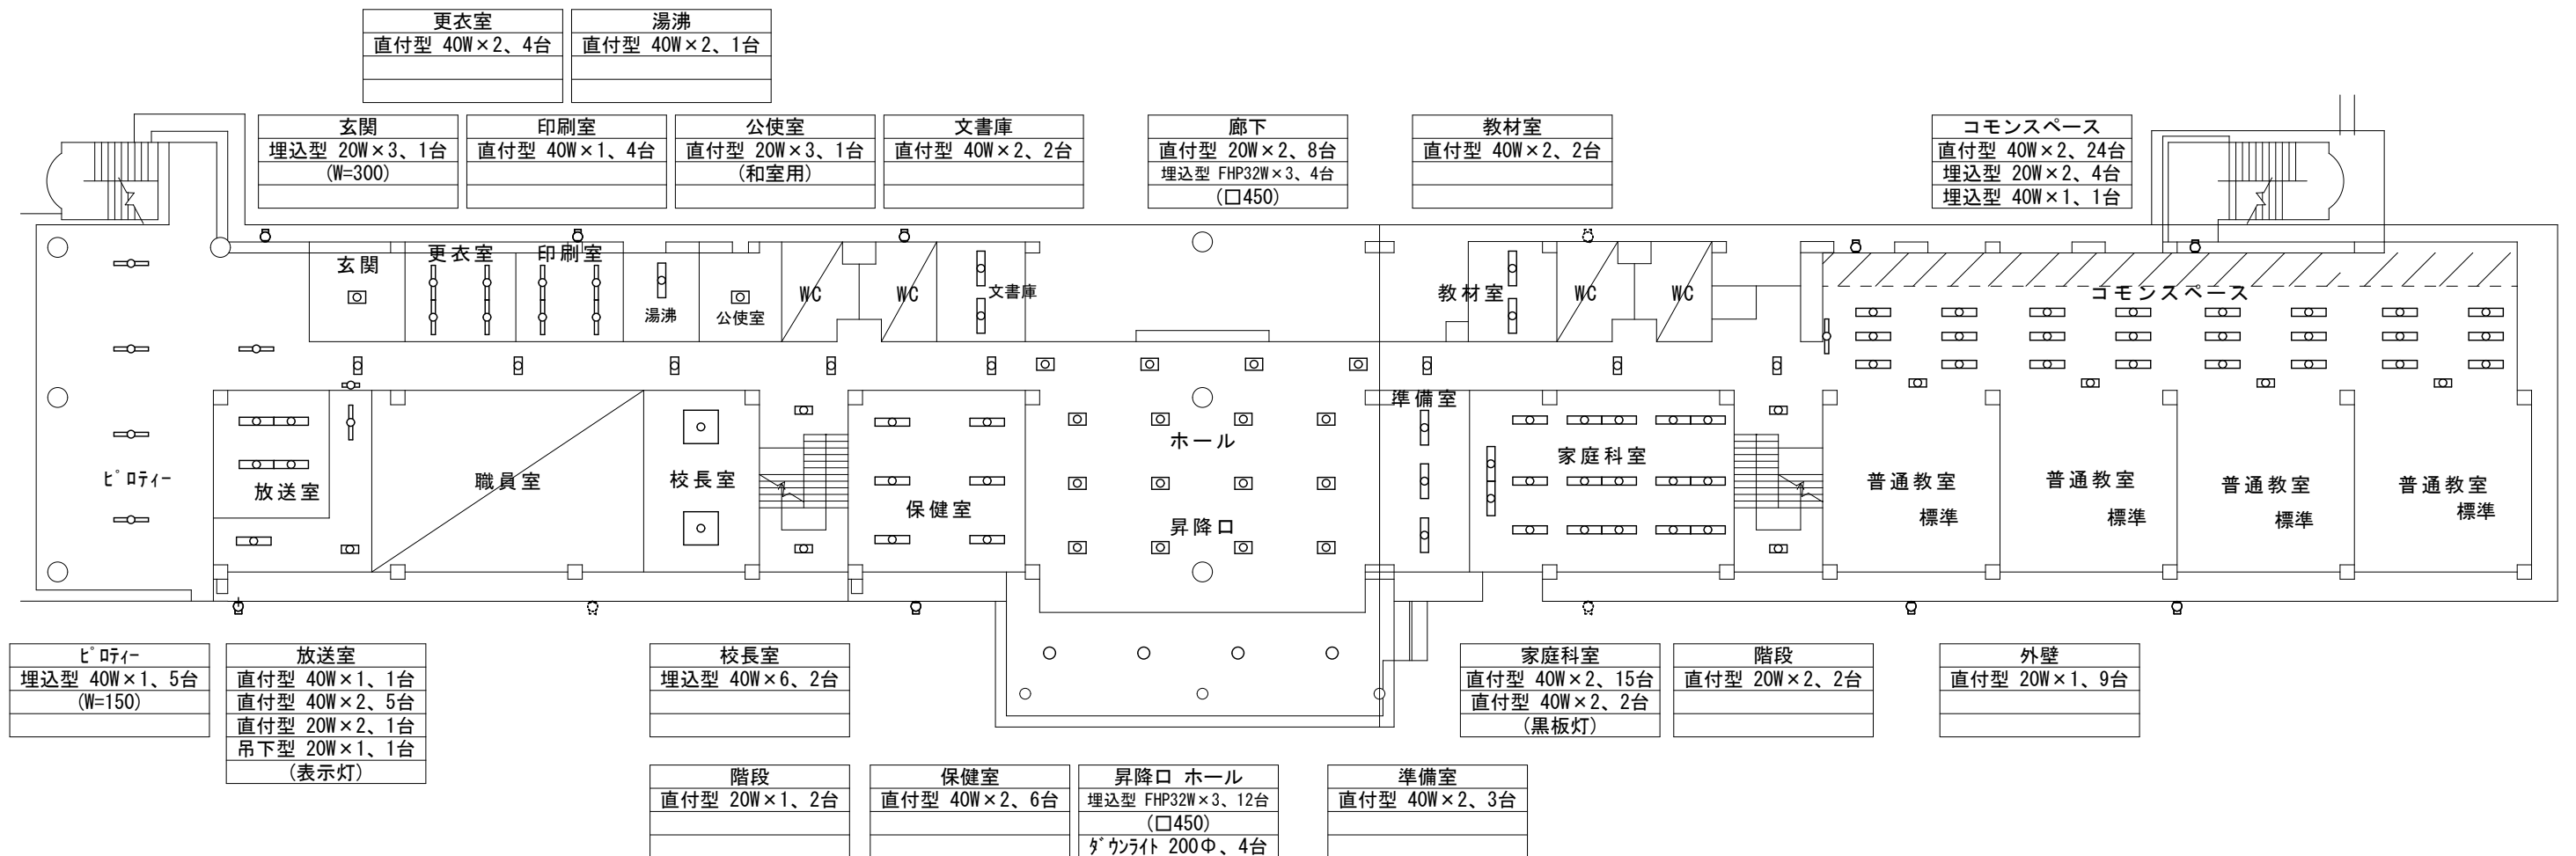 更衣室
直付型 40W×2、4台
湯沸
直付型 40W×2、1台
玄関
埋込型 20W×3、1台
(W=300)
印刷室
直付型 40W×1、4台
公使室
直付型 20W×3、1台
(和室用)
文書庫
直付型 40W×2、2台
廊下
直付型 20W×2、8台
埋込型 FHP32W×3、4台
(□450)
教材室
直付型 40W×2、2台
コモンスペース
直付型 40W×2、24台
埋込型 20W×2、4台
埋込型 40W×1、1台
玄関
更衣室
印刷室
湯沸
公使室
WC
WC
文書庫
教材室
WC
WC
コモンスペース
ﾋﾟﾛﾃｨｰ
放送室
職員室
校長室
保健室
ホール
昇降口
準備室
家庭科室
普通教室
標準
普通教室
標準
普通教室
標準
普通教室
標準
ﾋﾟﾛﾃｨｰ
埋込型 40W×1、5台
(W=150)
放送室
直付型 40W×1、1台
直付型 40W×2、5台
直付型 20W×2、1台
吊下型 20W×1、1台
(表示灯)
校長室
埋込型 40W×6、2台
家庭科室
直付型 40W×2、15台
直付型 40W×2、2台
(黒板灯)
階段
直付型 20W×2、2台
外壁
直付型 20W×1、9台
階段
直付型 20W×1、2台
保健室
直付型 40W×2、6台
昇降口 ホール
埋込型 FHP32W×3、12台
(□450)
ﾀﾞｳﾝﾗｲﾄ 200Φ、4台
準備室
直付型 40W×2、3台